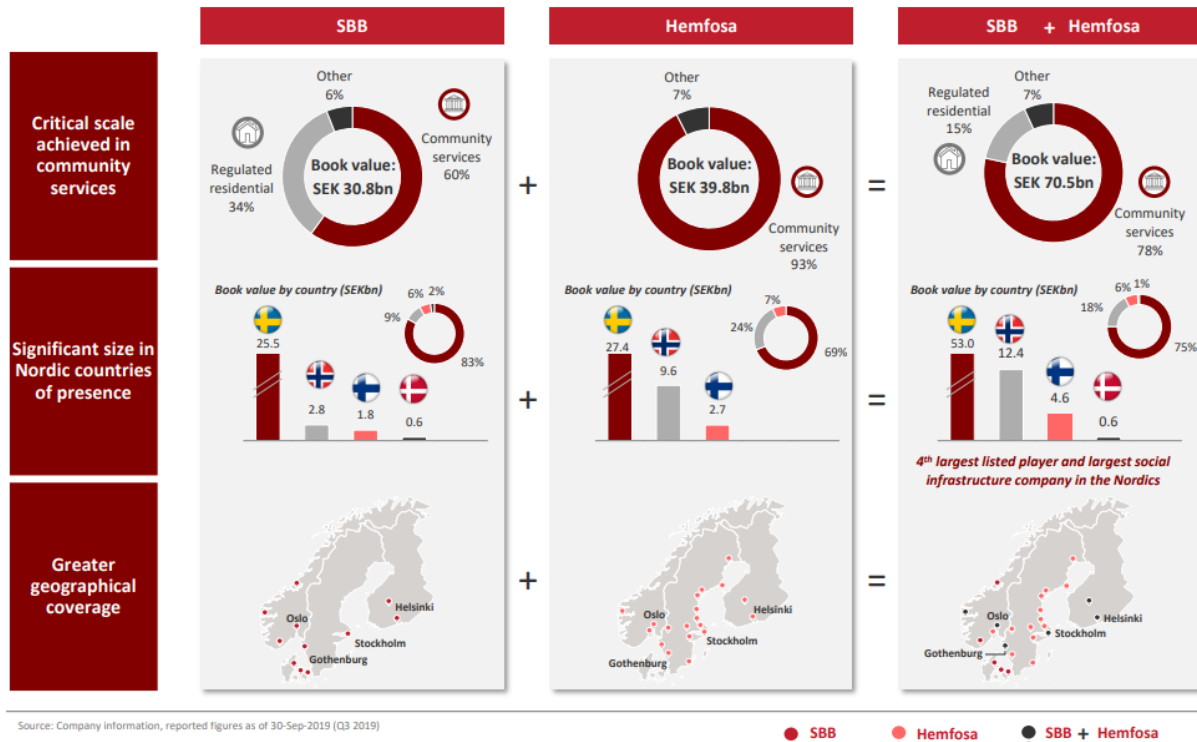 SBB
Hemfosa
SBB + Hemfosa
Critical scale
achieved in
community
services
Other
6%
Regulated
residential
34%
Book value:
SEK 30.8bn
Community
services
60%
+
Other
7%
Book value:
SEK 39.8bn
Community
services
93%
=
Regulated
residential
15%
Other
7%
Book value:
SEK 70.5bn
Community
services
78%
Significant size in
Nordic countries
of presence
Book value by country (SEKbn)
6% 2%
9%
83%
25.5
2.8
1.8
0.6
+
Book value by country (SEKbn)
7%
24%
69%
27.4
9.6
2.7
=
Book value by country (SEKbn)
6% 1%
18%
75%
53.0
12.4
4.6
0.6
4th largest listed player and largest social
infrastructure company in the Nordics
Greater
geographical
coverage
Oslo
Helsinki
Stockholm
Gothenburg
+
Oslo
Helsinki
Stockholm
Gothenburg
=
Oslo
Helsinki
Stockholm
Gothenburg
Source: Company information, reported figures as of 30-Sep-2019 (Q3 2019)
SBB
Hemfosa
SBB + Hemfosa